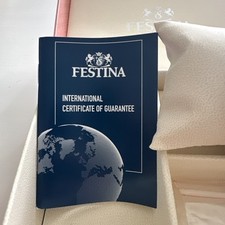 FESTINA
INTERNATIONAL
CERTIFICATE OF GUARANTEE